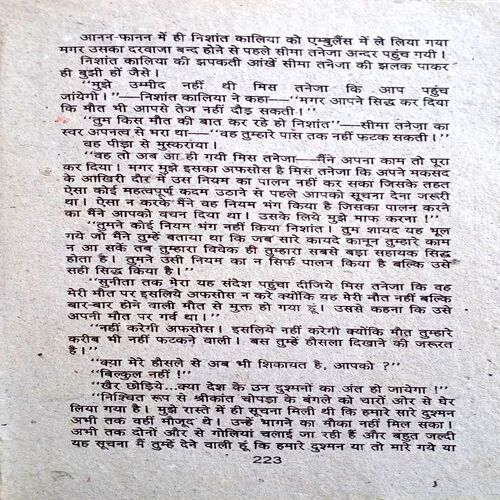 आनन-फानन में ही निशांत कालिया को एम्बुलैंस में ले लिया गया
मगर उसका दरवाजा बन्द होने से पहले सीमा तनेजा अन्दर पहुंच गयी।
निशांत कालिया की झपकती आंखें सीमा तनेजा की झलक पाकर
ही बुझी हों जैसे।
‘‘मुझे उम्मीद नहीं थी मिस तनेजा कि आप पहुंच
जायेंगी।’’—निशांत कालिया ने कहा—‘‘मगर आपने सिद्ध कर दिया
कि मौत भी आपसे तेज नहीं दौड़ सकती।’’
‘‘तुम किस मौत की बात कर रहे हो निशांत’’—सीमा तनेजा का
स्वर अपनत्व से भरा था—‘‘वह तुम्हारे पास तक नहीं फटक सकती।’’
वह पीड़ा से मुस्कराया।
‘‘वह तो अब आ ही गयी मिस तनेजा—मैंने अपना काम तो पूरा
कर दिया। मगर मुझे इसका अफसोस है मिस तनेजा कि अपने मकसद
के आखिरी दौर में उस नियम का पालन नहीं कर सका जिसके तहत
ऐसा कोई महत्वपूर्ण कदम उठाने से पहले आपको सूचना देना जरूरी
था। ऐसा न करके मैंने वह नियम भंग किया है जिसका पालन करने
का मैंने आपको वचन दिया था। उसके लिये मुझे माफ करना!’’
‘‘तुमने कोई नियम भंग नहीं किया निशांत। तुम शायद यह भूल
गये जो मैंने तुम्हें बताया था कि जब सारे कायदे कानून तुम्हारे काम
न आ सकें तब तुम्हारा विवेक ही तुम्हारा सबसे बड़ा सहायक सिद्ध
होता है। तुमने उसी नियम का न सिर्फ पालन किया है बल्कि उसे
सही सिद्ध किया है।’’
‘‘सुनीता तक मेरा यह संदेश पहुंचा दीजिये मिस तनेजा कि वह
मेरी मौत पर इसलिये अफसोस न करे क्योंकि यह मेरी मौत नहीं बल्कि
बार-बार होने वाली मौत से मुक्त हो गया हूं। उससे कहना कि उसे
अपनी मौत पर गर्व था।’’
‘‘नहीं करेगी अफसोस। इसलिये नहीं करेगी क्योंकि मौत तुम्हारे
करीब भी नहीं फटकने वाली। बस तुम्हें हौसला दिखाने की जरूरत
है।’’
‘‘क्या मेरे हौसले से अब भी शिकायत है, आपको ?’’
‘‘बिल्कुल नहीं!’’
‘‘खैर छोड़िये...क्या देश के उन दुश्मनों का अंत हो जायेगा!’’
‘‘निश्चित रूप से श्रीकांत चोपड़ा के बंगले को चारों ओर से घेर
लिया गया है। मुझे रास्ते में ही सूचना मिली थी कि हमारे सारे दुश्मन
अभी तक वहीं मौजूद थे। उन्हें भागने का मौका नहीं मिल सका।
अभी तक दोनों ओर से गोलियां चलाई जा रही हैं और बहुत जल्दी
यह सूचना मैं तुम्हें देने वाली हूं कि हमारे दुश्मन या तो मारे गये या
223